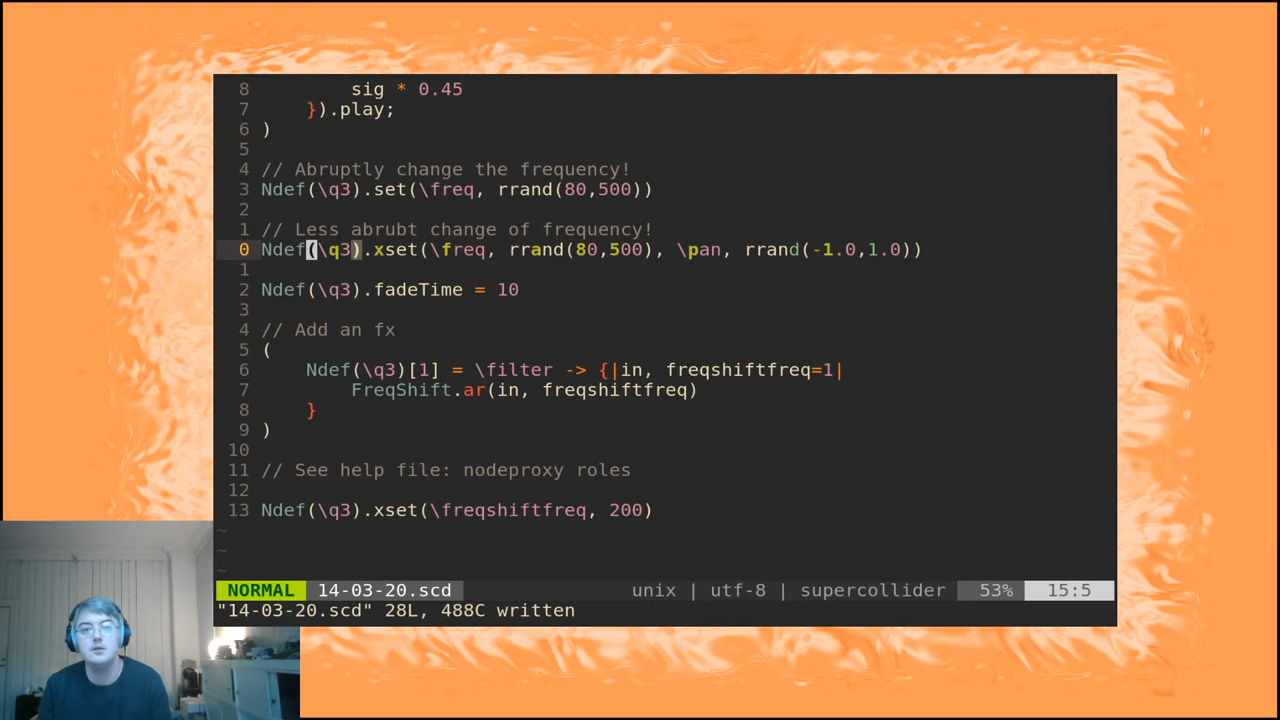 8 sig * 0.45
7 }).play;
6 )
5
4 // Abruptly change the frequency!
3 Ndef(\q3).set(\freq, rrand(80,500))
2
1 // Less abrubt change of frequency!
0 Ndef(\q3).xset(\freq, rrand(80,500), \pan, rrand(-1.0,1.0))
1
2 Ndef(\q3).fadeTime = 10
3
4 // Add an fx
5 (
6 Ndef(\q3)[1] = \filter -> {|in, freqshiftfreq=1|
7 FreqShift.ar(in, freqshiftfreq)
8 }
9 )
10
11 // See help file: nodeproxy roles
12
13 Ndef(\q3).xset(\freqshiftfreq, 200)
~
~
~
NORMAL 14-03-20.scd unix | utf-8 | supercollider 53% 15:5
"14-03-20.scd" 28L, 488C written